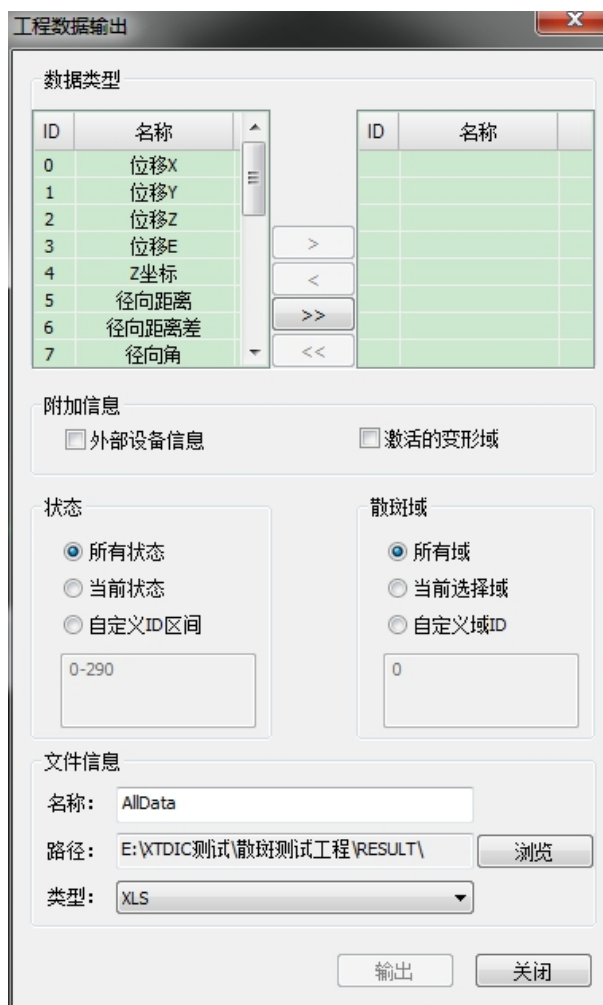 工程数据输出
数据类型
ID 名称 ID 名称
0 位移X
1 位移Y
2 位移Z
3 位移E
4 Z坐标
5 径向距离
6 径向距离差
7 径向角
>
<
>>
<<
附加信息
外部设备信息 激活的变形域
状态 散斑域
所有状态 所有域
当前状态 当前选择域
自定义ID区间 自定义域ID
0-290 0
文件信息
名称： AllData
路径： E:\XTDIC测试\散斑测试工程\RESULT\ 浏览
类型： XLS
输出 关闭